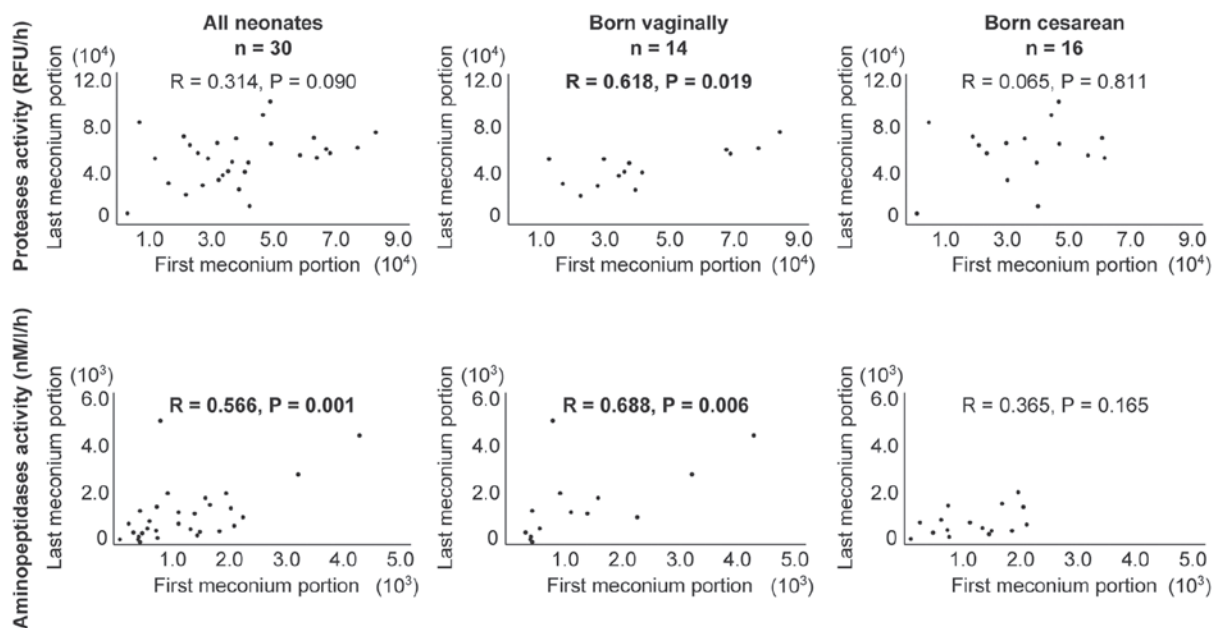 All neonates
n = 30
Born vaginally
n = 14
Born cesarean
n = 16
Proteases activity (RFU/h)
Last meconium portion
(10⁴)
12.0
8.0
4.0
0
R = 0.314, P = 0.090
1.0 3.0 5.0 7.0 9.0
First meconium portion (10⁴)
Last meconium portion
(10⁴)
12.0
8.0
4.0
0
R = 0.618, P = 0.019
1.0 3.0 5.0 7.0 9.0
First meconium portion (10⁴)
Last meconium portion
(10⁴)
12.0
8.0
4.0
0
R = 0.065, P = 0.811
1.0 3.0 5.0 7.0 9.0
First meconium portion (10⁴)
Aminopeptidases activity (nM/l/h)
Last meconium portion
(10³)
6.0
4.0
2.0
0
R = 0.566, P = 0.001
1.0 2.0 3.0 4.0 5.0
First meconium portion (10³)
Last meconium portion
(10³)
6.0
4.0
2.0
0
R = 0.688, P = 0.006
1.0 2.0 3.0 4.0 5.0
First meconium portion (10³)
Last meconium portion
(10³)
6.0
4.0
2.0
0
R = 0.365, P = 0.165
1.0 2.0 3.0 4.0 5.0
First meconium portion (10³)